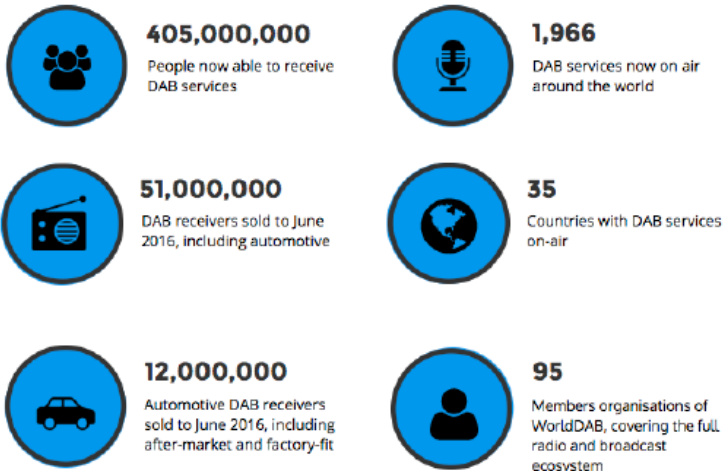 405,000,000
People now able to receive
DAB services
1,966
DAB services now on air
around the world
51,000,000
DAB receivers sold to June
2016, including automotive
35
Countries with DAB services
on-air
12,000,000
Automotive DAB receivers
sold to June 2016, including
after-market and factory-fit
95
Members organisations of
WorldDAB, covering the full
radio and broadcast
ecosystem